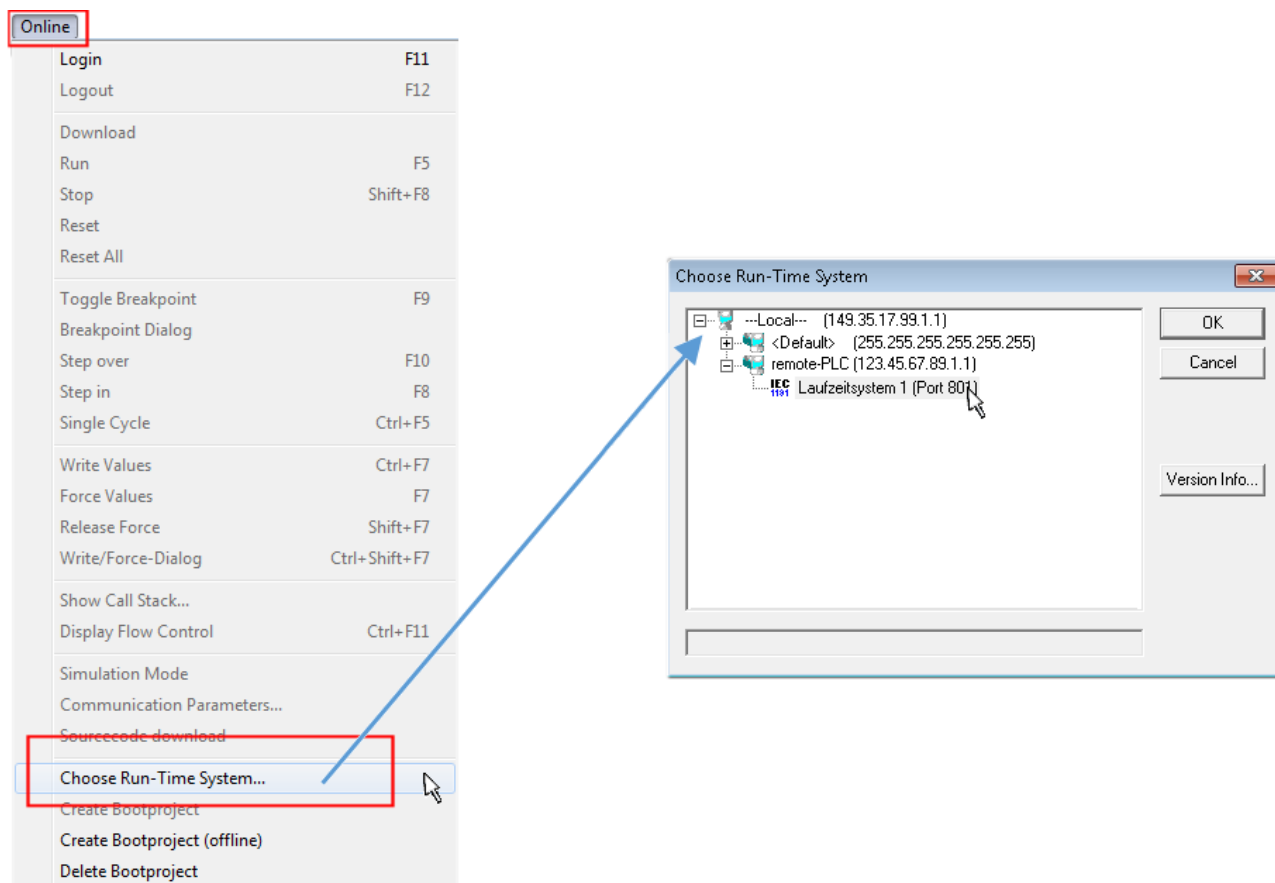 Online
Login F11
Logout F12
Download
Run F5
Stop Shift+F8
Reset
Reset All
Toggle Breakpoint F9
Breakpoint Dialog
Step over F10
Step in F8
Single Cycle Ctrl+F5
Write Values Ctrl+F7
Force Values F7
Release Force Shift+F7
Write/Force-Dialog Ctrl+Shift+F7
Show Call Stack...
Display Flow Control Ctrl+F11
Simulation Mode
Communication Parameters...
Sourcecode download
Choose Run-Time System...
Create Bootproject
Create Bootproject (offline)
Delete Bootproject
Choose Run-Time System
---Local--- (149.35.17.99.1.1)
<Default> (255.255.255.255.255.255)
remote-PLC (123.45.67.89.1.1)
IEC
1131
Laufzeitsystem 1 (Port 801)
OK
Cancel
Version Info...